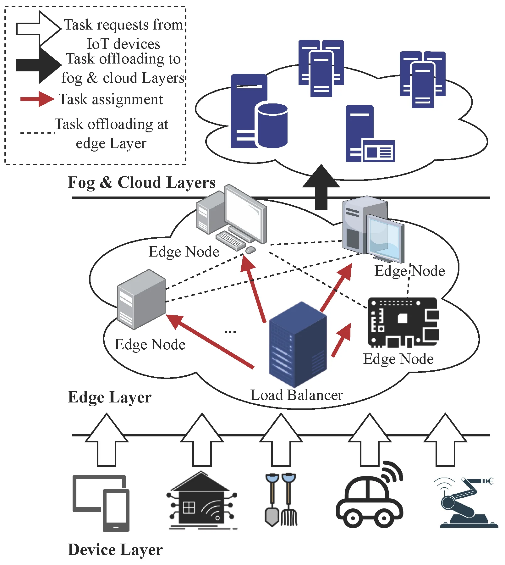 Task requests from
IoT devices
Task offloading to
fog & cloud Layers
Task assignment
Task offloading at
edge Layer
Fog & Cloud Layers
Edge Node
Edge Node
Edge Node
...
Edge Node
Load Balancer
Edge Layer
Device Layer